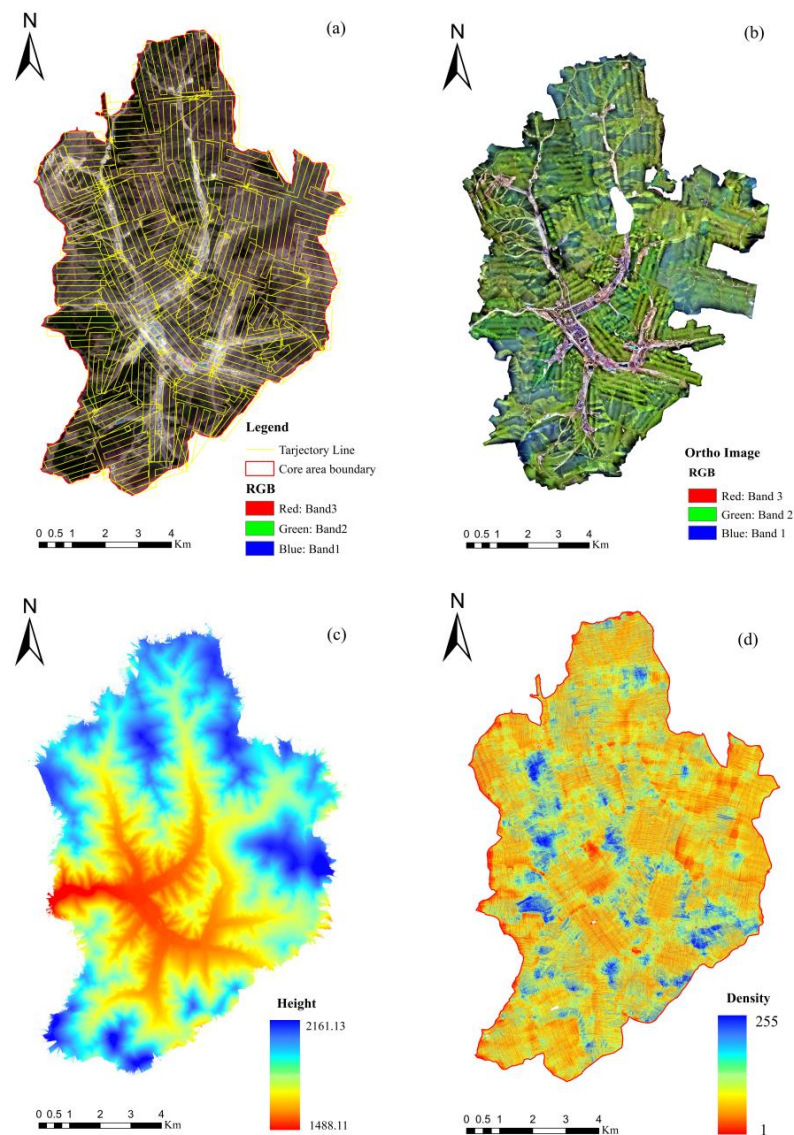 N
(a)
Legend
Tarjectory Line
Core area boundary
RGB
Red: Band3
Green: Band2
Blue: Band1
0 0.5 1 2 3 4
Km
N
(b)
Ortho Image
RGB
Red: Band 3
Green: Band 2
Blue: Band 1
0 0.5 1 2 3 4
Km
N
(c)
Height
2161.13
1488.11
0 0.5 1 2 3 4
Km
N
(d)
Density
255
1
0 0.5 1 2 3 4
Km